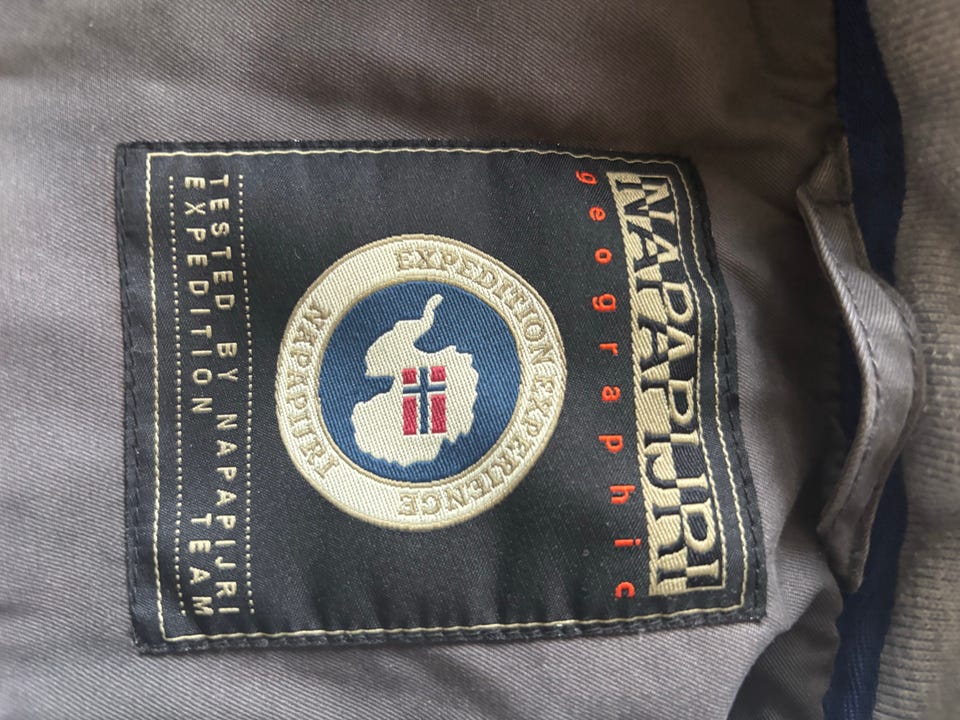 NAPAPIJRI
geographic
EXPEDITION EXPERIENCE
NAPAPIJRI
TESTED BY NAPAPIJRI
EXPEDITION TEAM